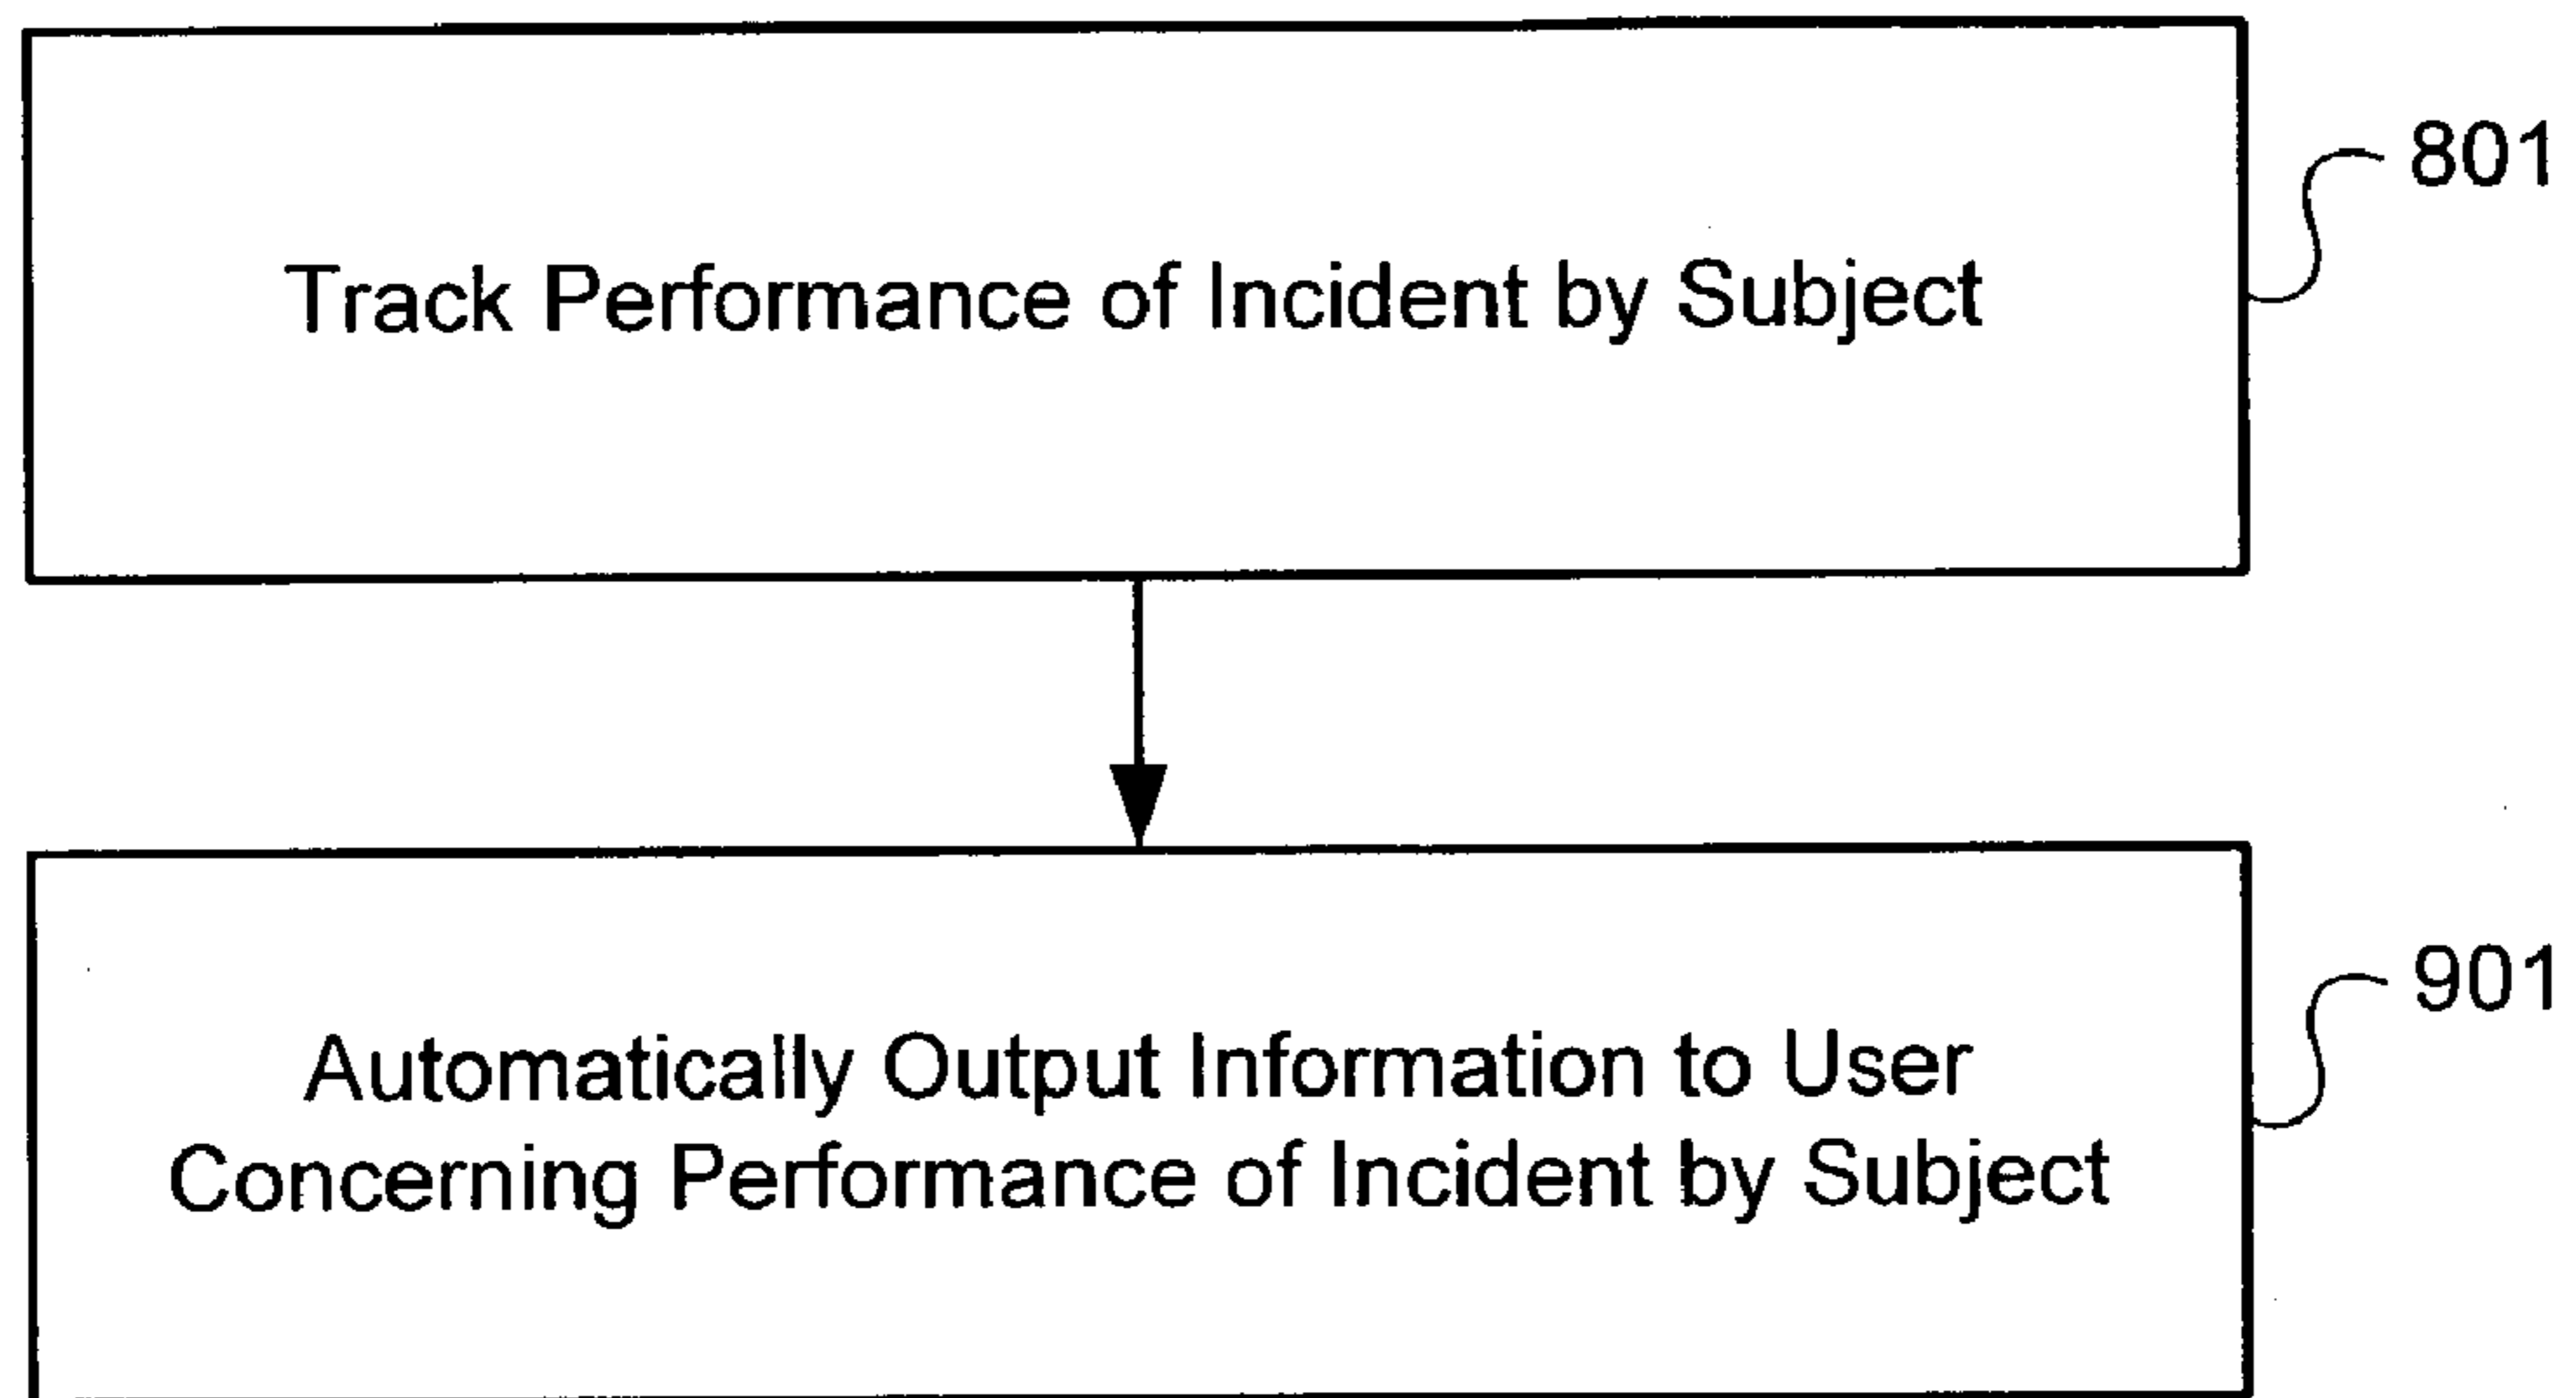 Track Performance of Incident by Subject
801
Automatically Output Information to User
Concerning Performance of Incident by Subject
901